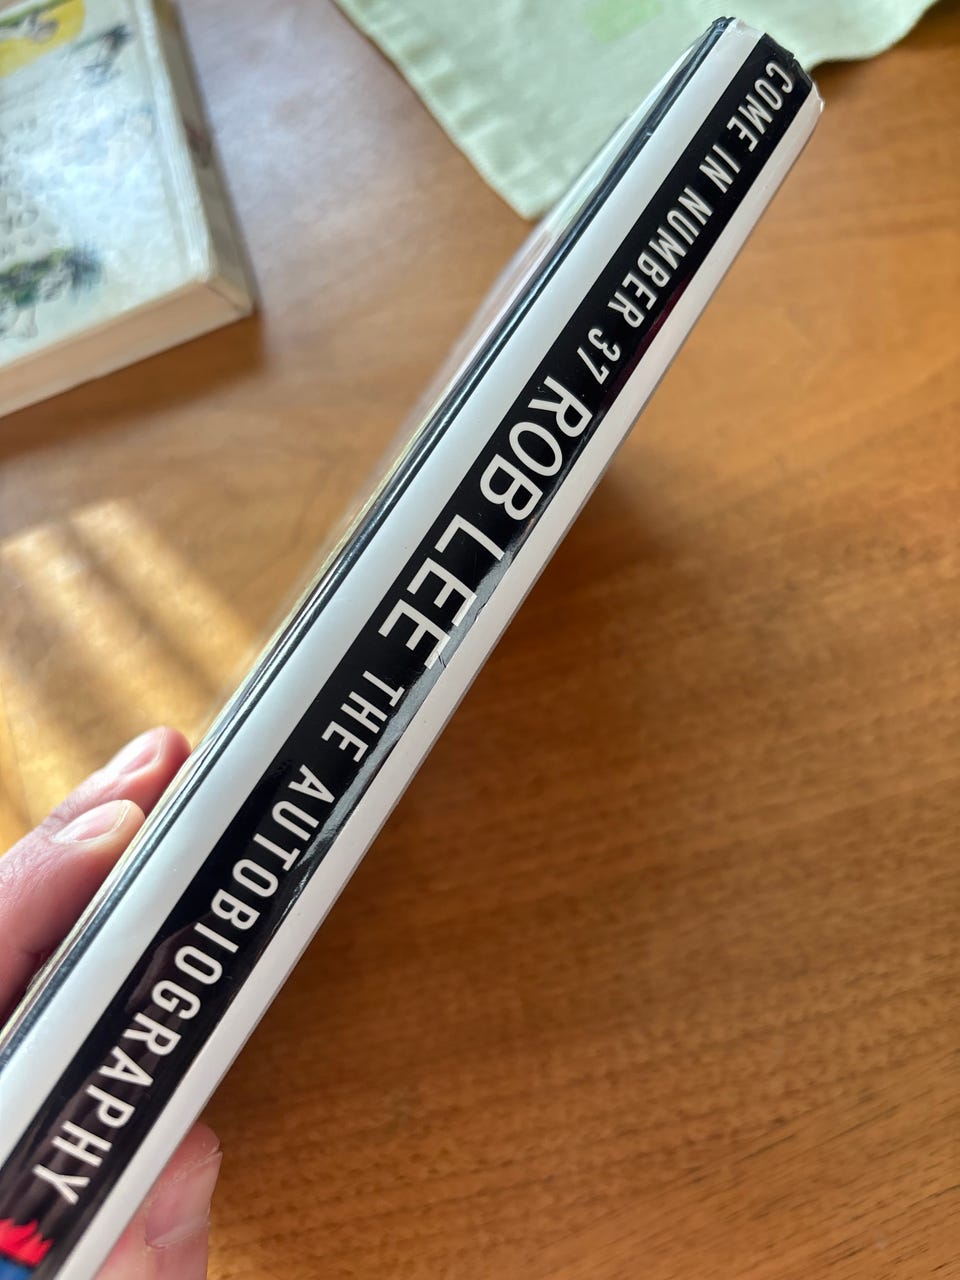 COME IN NUMBER 37 ROB LEE THE AUTOBIOGRAPHY